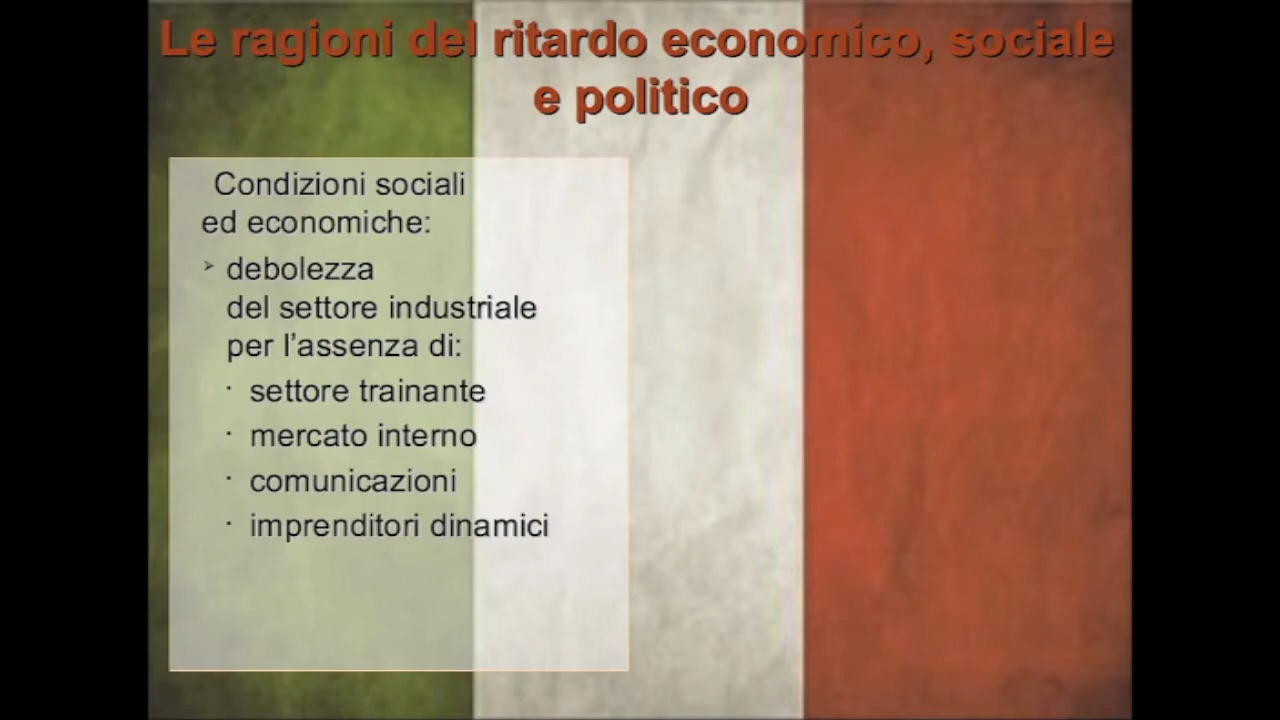 Le ragioni del ritardo economico, sociale
e politico
Condizioni sociali
ed economiche:
➢ debolezza
del settore industriale
per l’assenza di:
· settore trainante
· mercato interno
· comunicazioni
· imprenditori dinamici